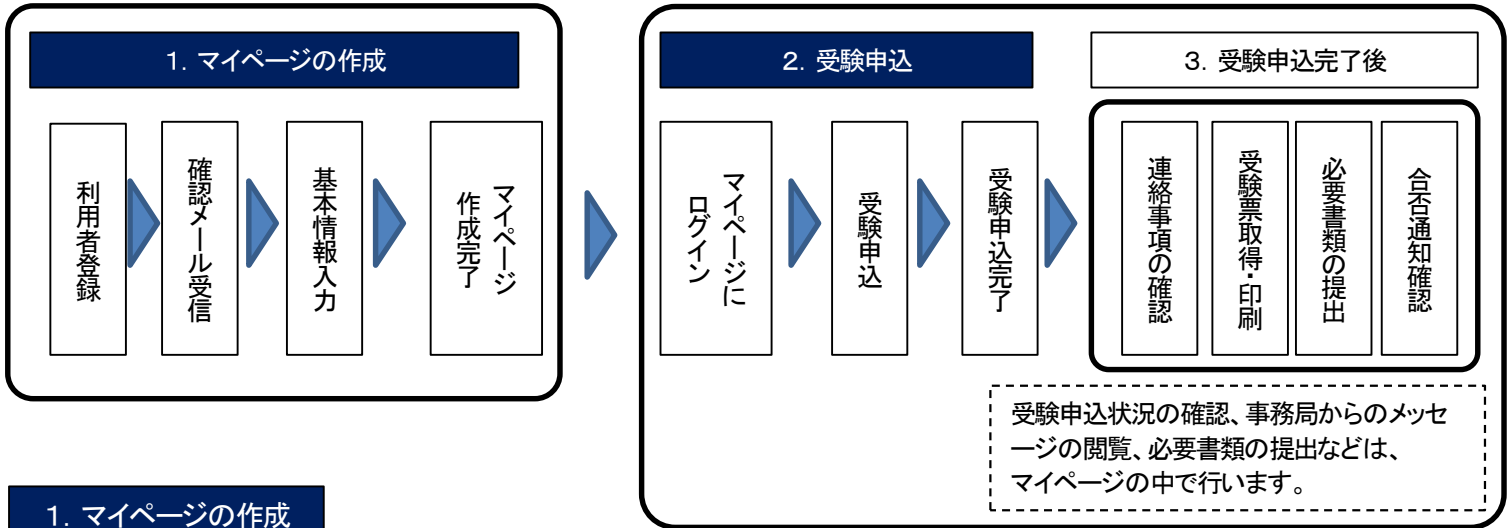 1．マイページの作成
利用者登録
確認メール受信
基本情報入力
マイページ
作成完了
2．受験申込
マイページに
ログイン
受験申込
受験申込完了
3．受験申込完了後
連絡事項の確認
受験票取得・印刷
必要書類の提出
合否通知確認
受験申込状況の確認、事務局からのメッセ
ージの閲覧、必要書類の提出などは、
マイページの中で行います。
1．マイページの作成